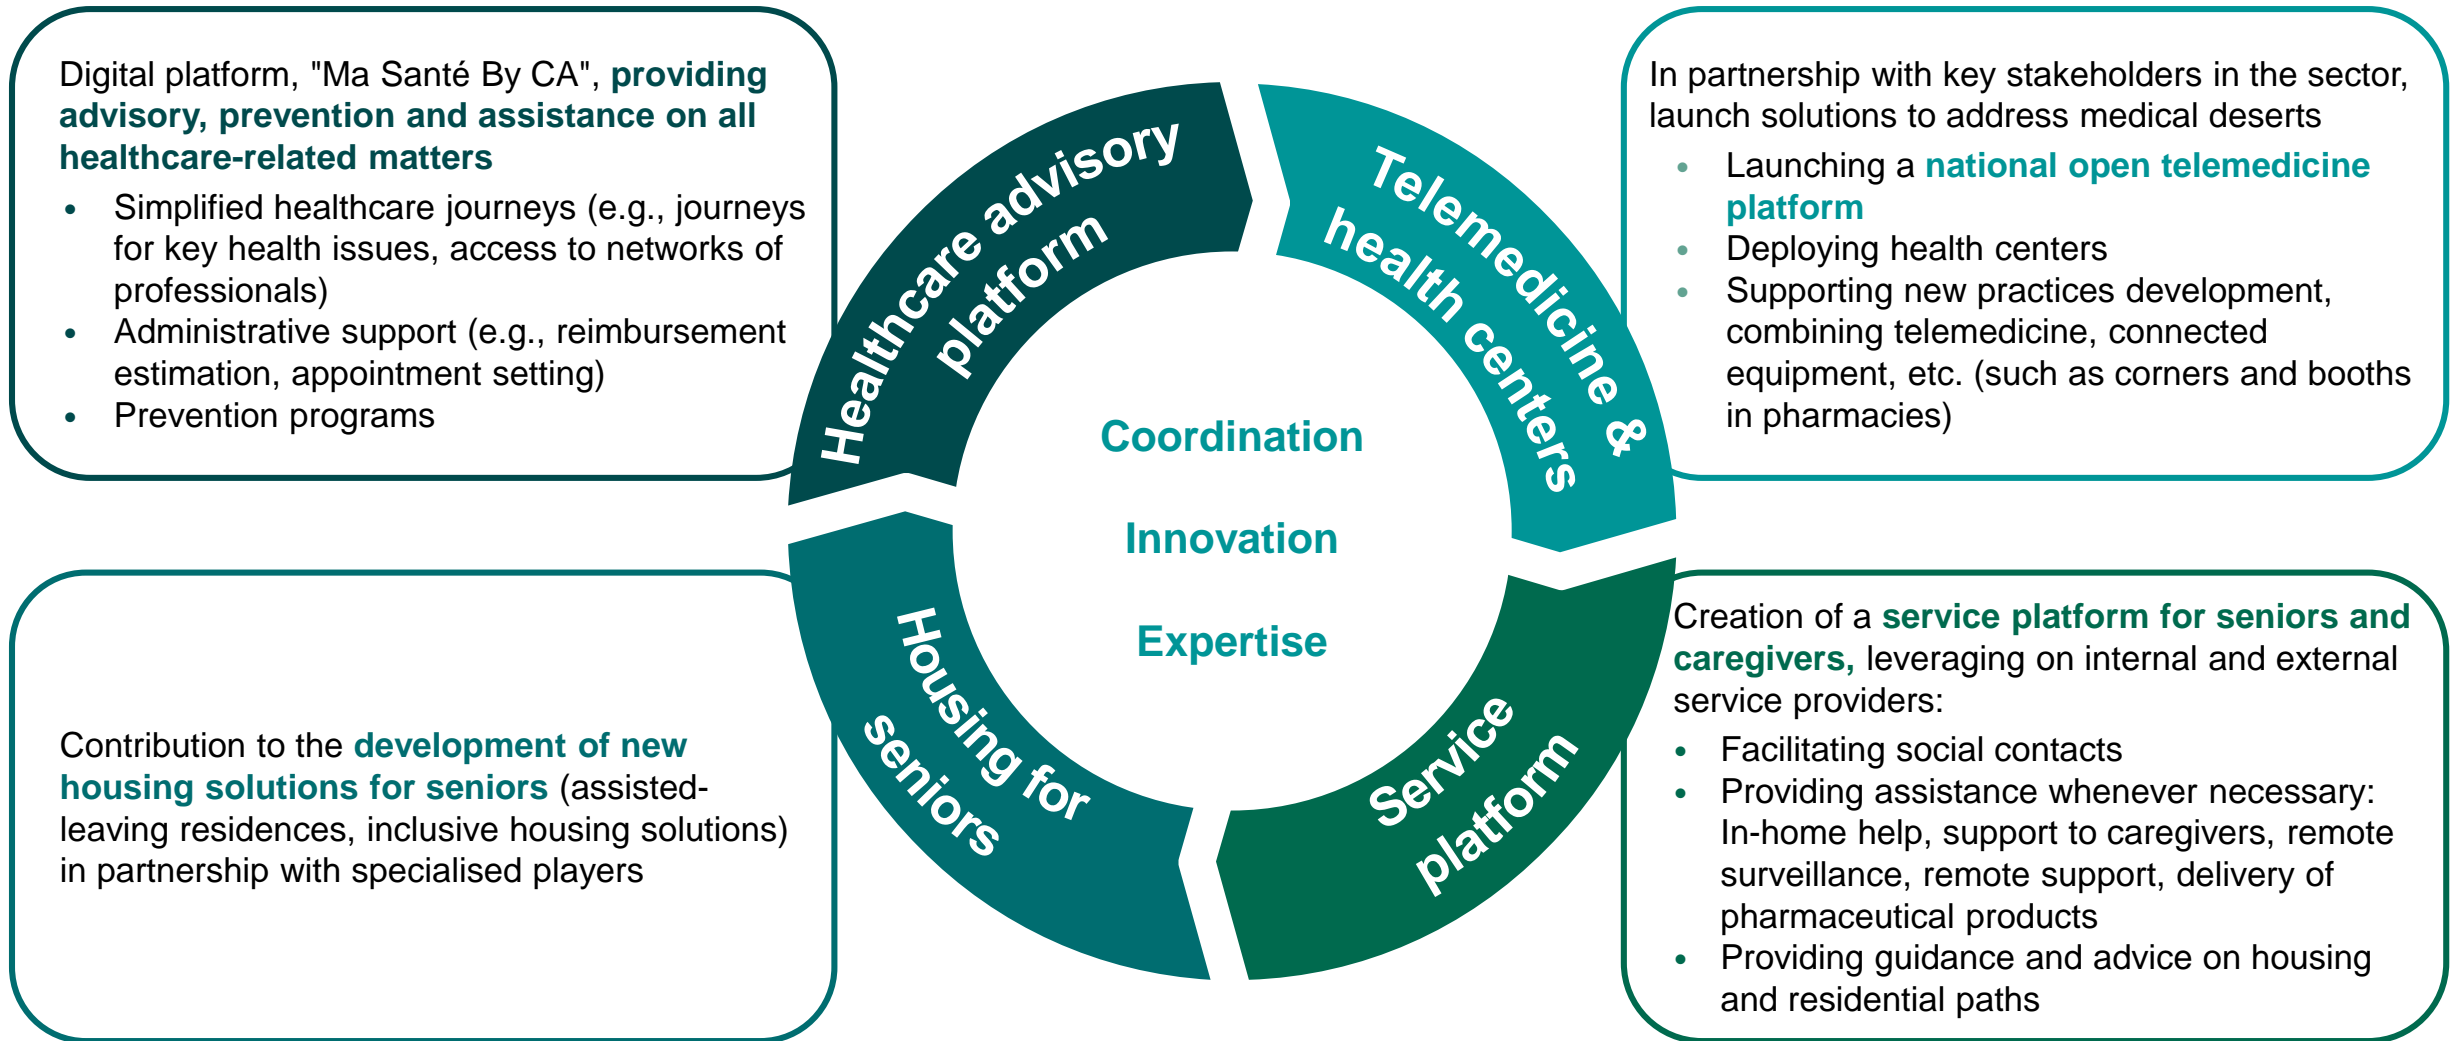 Digital platform, "Ma Santé By CA", providing
advisory, prevention and assistance on all
healthcare-related matters
• Simplified healthcare journeys (e.g., journeys
for key health issues, access to networks of
professionals)
• Administrative support (e.g., reimbursement
estimation, appointment setting)
• Prevention programs
Healthcare advisory
platform
Telemedicine &
health centers
In partnership with key stakeholders in the sector,
launch solutions to address medical deserts
• Launching a national open telemedicine
platform
• Deploying health centers
• Supporting new practices development,
combining telemedicine, connected
equipment, etc. (such as corners and booths
in pharmacies)
Coordination
Innovation
Expertise
Contribution to the development of new
housing solutions for seniors (assisted-
leaving residences, inclusive housing solutions)
in partnership with specialised players
Housing for
seniors
Service
platform
Creation of a service platform for seniors and
caregivers, leveraging on internal and external
service providers:
• Facilitating social contacts
• Providing assistance whenever necessary:
In-home help, support to caregivers, remote
surveillance, remote support, delivery of
pharmaceutical products
• Providing guidance and advice on housing
and residential paths